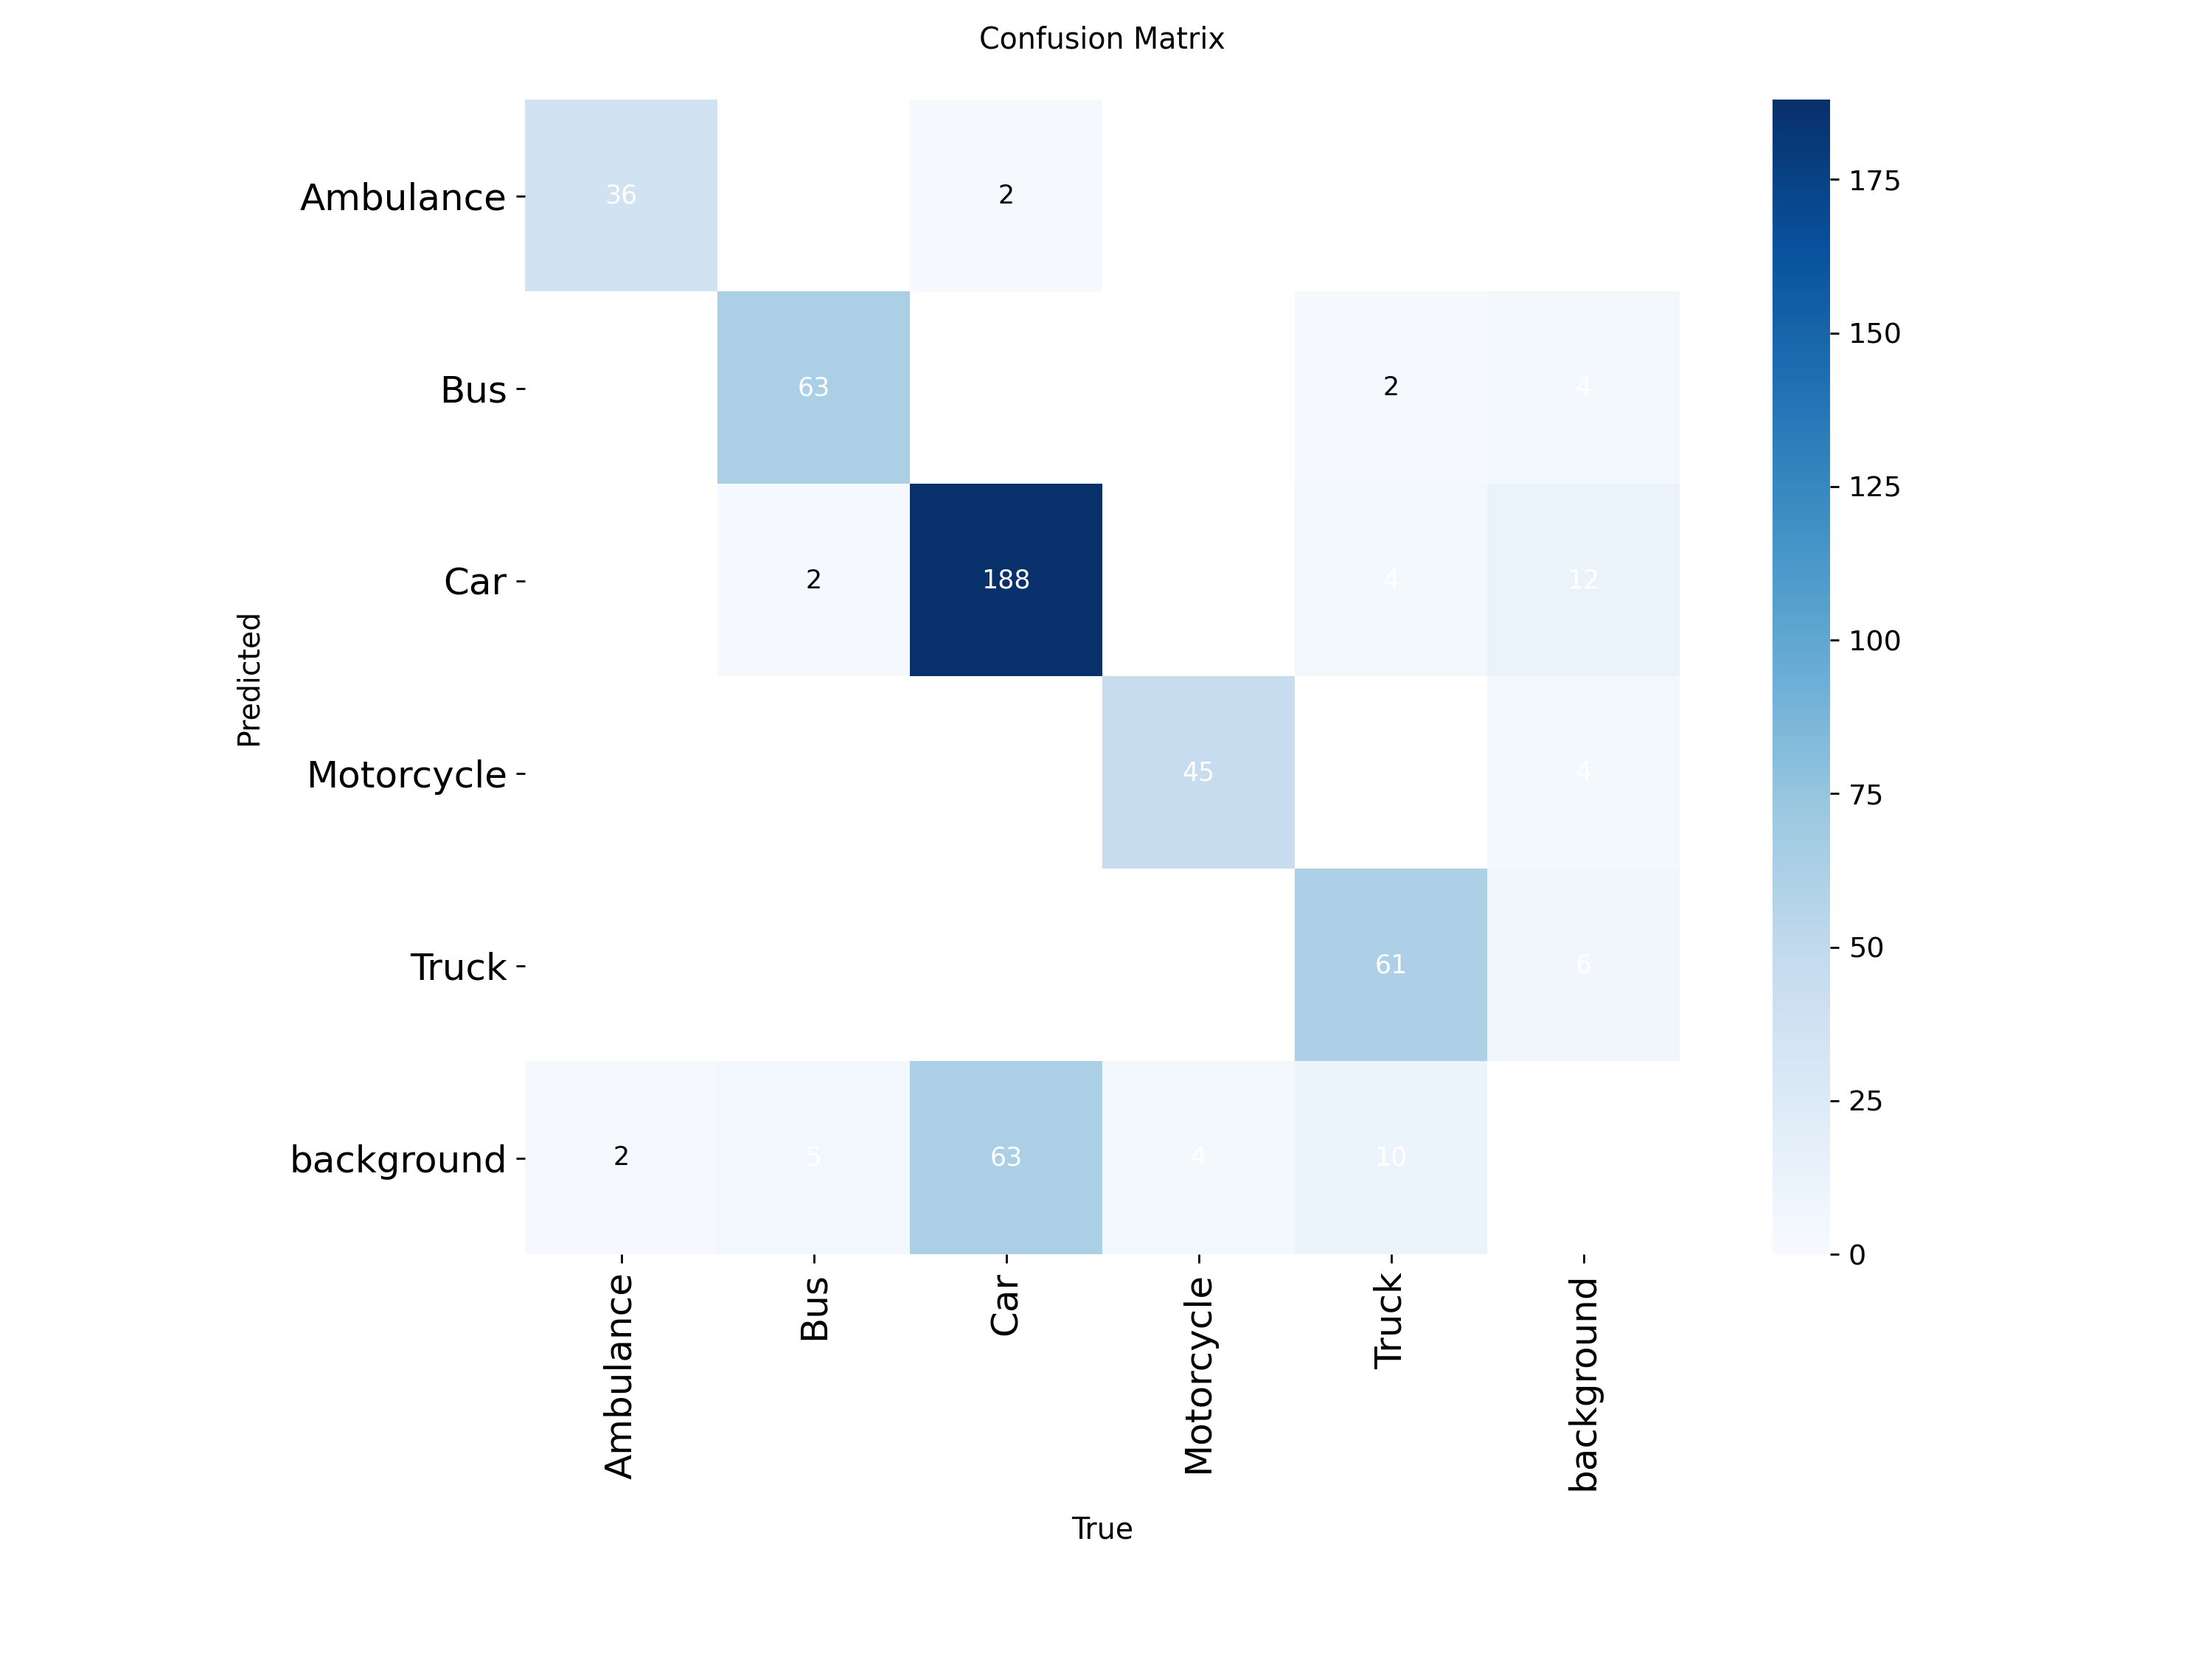 Confusion Matrix
Ambulance 36 2
Bus 63 2 4
Car 2 188 4 12
Motorcycle 45 4
Truck 61 6
background 2 5 63 4 10
Predicted
Ambulance Bus Car Motorcycle Truck background
True
175
150
125
100
75
50
25
0